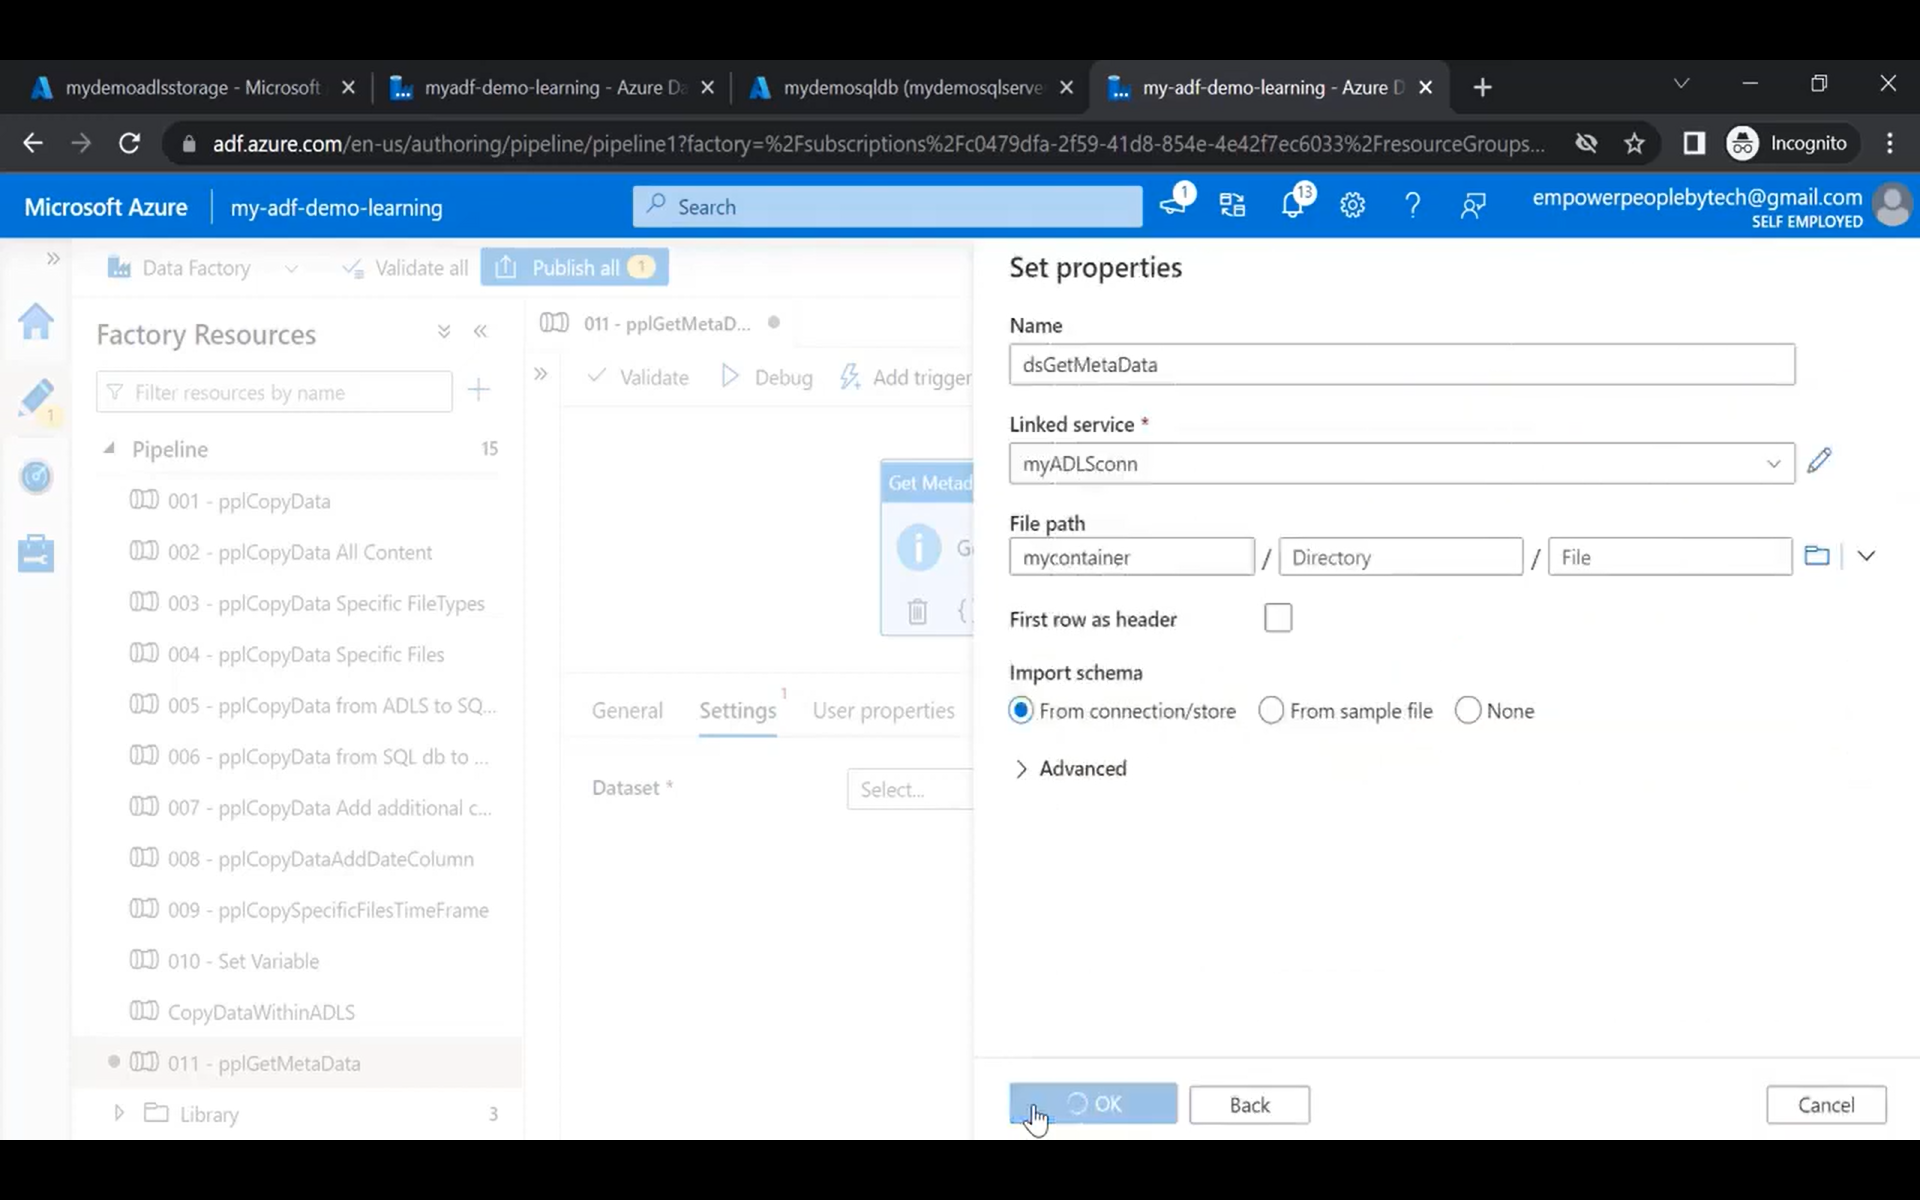 mydemoadlsstorage - Microsoft
myadf-demo-learning - Azure Da
mydemosqldb (mydemosqlserve
my-adf-demo-learning - Azure D
adf.azure.com/en-us/authoring/pipeline/pipeline1?factory=%2Fsubscriptions%2Fc0479dfa-2f59-41d8-854e-4e42f7ec6033%2FresourceGroups...
Incognito
Microsoft Azure
my-adf-demo-learning
Search
1
13
empowerpeoplebytech@gmail.com
SELF EMPLOYED
Data Factory
Validate all
Publish all 1
Factory Resources
Filter resources by name
1
Pipeline 15
001 - pplCopyData
002 - pplCopyData All Content
003 - pplCopyData Specific FileTypes
004 - pplCopyData Specific Files
005 - pplCopyData from ADLS to SQ...
006 - pplCopyData from SQL db to ...
007 - pplCopyData Add additional c...
008 - pplCopyDataAddDateColumn
009 - pplCopySpecificFilesTimeFrame
010 - Set Variable
CopyDataWithinADLS
011 - pplGetMetaData
Library 3
011 - pplGetMetaD...
Validate
Debug
Add trigger
Get Metad
G
General
Settings 1
User properties
Dataset *
Select...
Set properties
Name
dsGetMetaData
Linked service *
myADLSconn
File path
mycontainer / Directory / File
First row as header
Import schema
From connection/store
From sample file
None
Advanced
OK
Back
Cancel